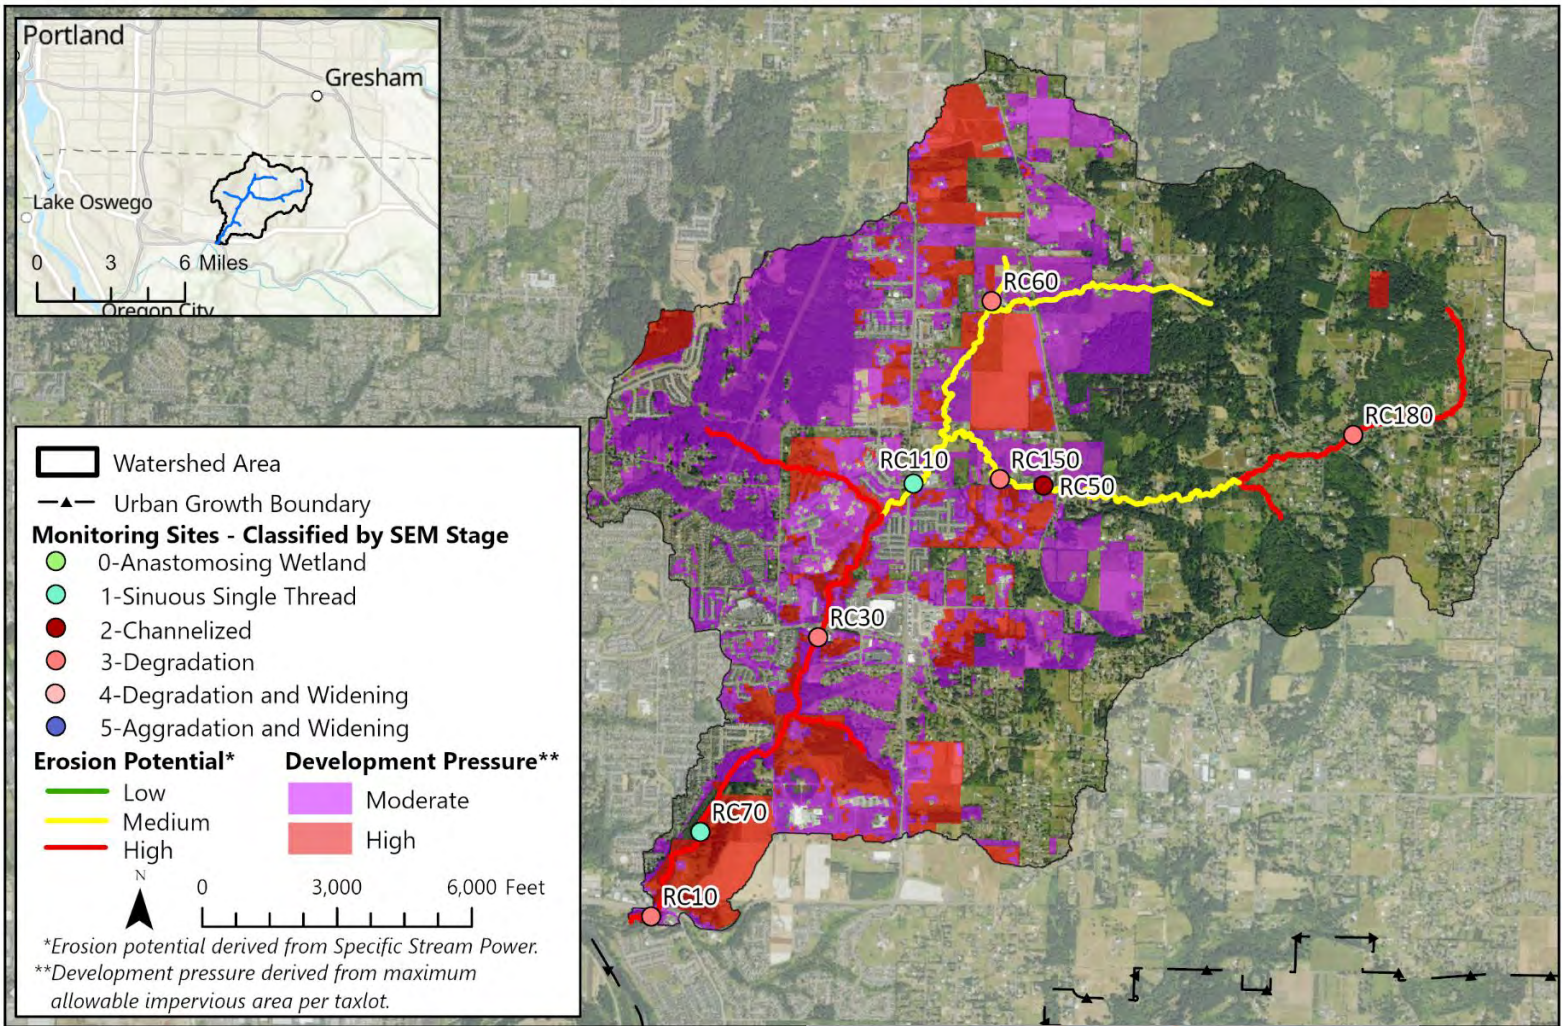 Portland
Gresham
Lake Oswego
0 3 6 Miles
Oregon City
RC60
RC180
RC110
RC150
RC50
RC30
RC70
RC10
Watershed Area
Urban Growth Boundary
Monitoring Sites - Classified by SEM Stage
0-Anastomosing Wetland
1-Sinuous Single Thread
2-Channelized
3-Degradation
4-Degradation and Widening
5-Aggradation and Widening
Erosion Potential*
Low
Medium
High
Development Pressure**
Moderate
High
N
0 3,000 6,000 Feet
*Erosion potential derived from Specific Stream Power.
**Development pressure derived from maximum
allowable impervious area per taxlot.